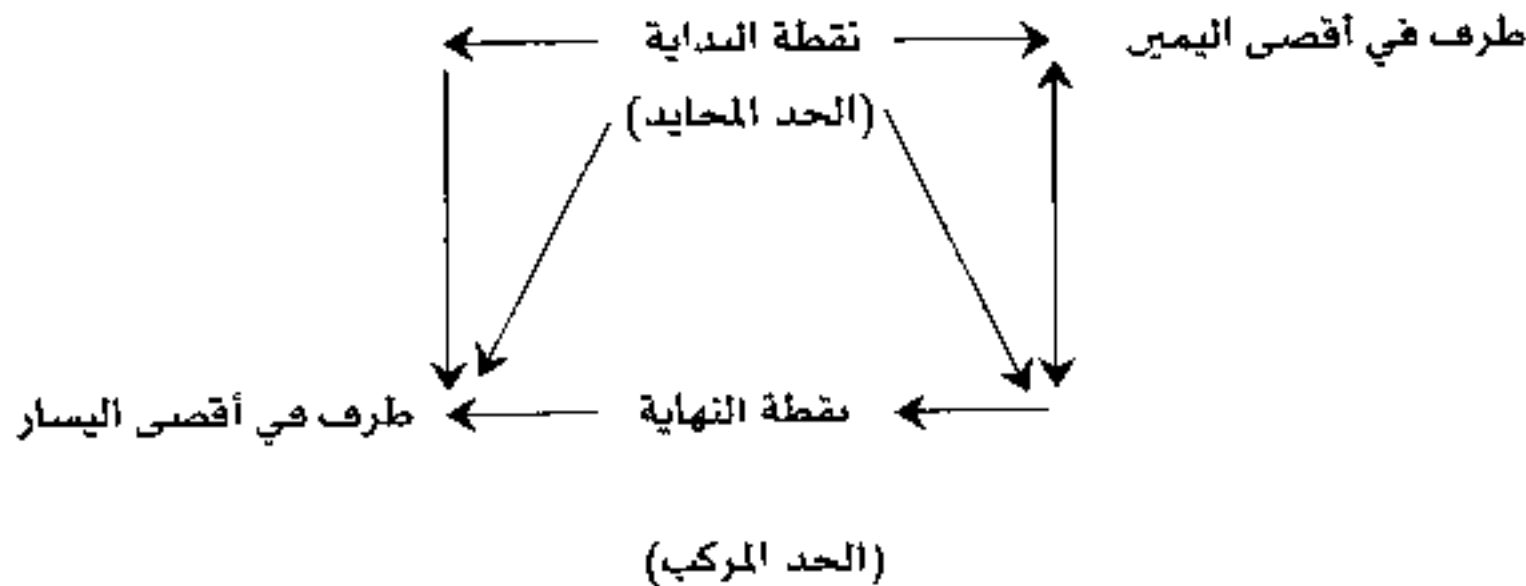 طرف في أقصى اليمين نقطة البداية
(الحد المحايد)
نقطة النهاية طرف في أقصى اليسار
(الحد المركب)